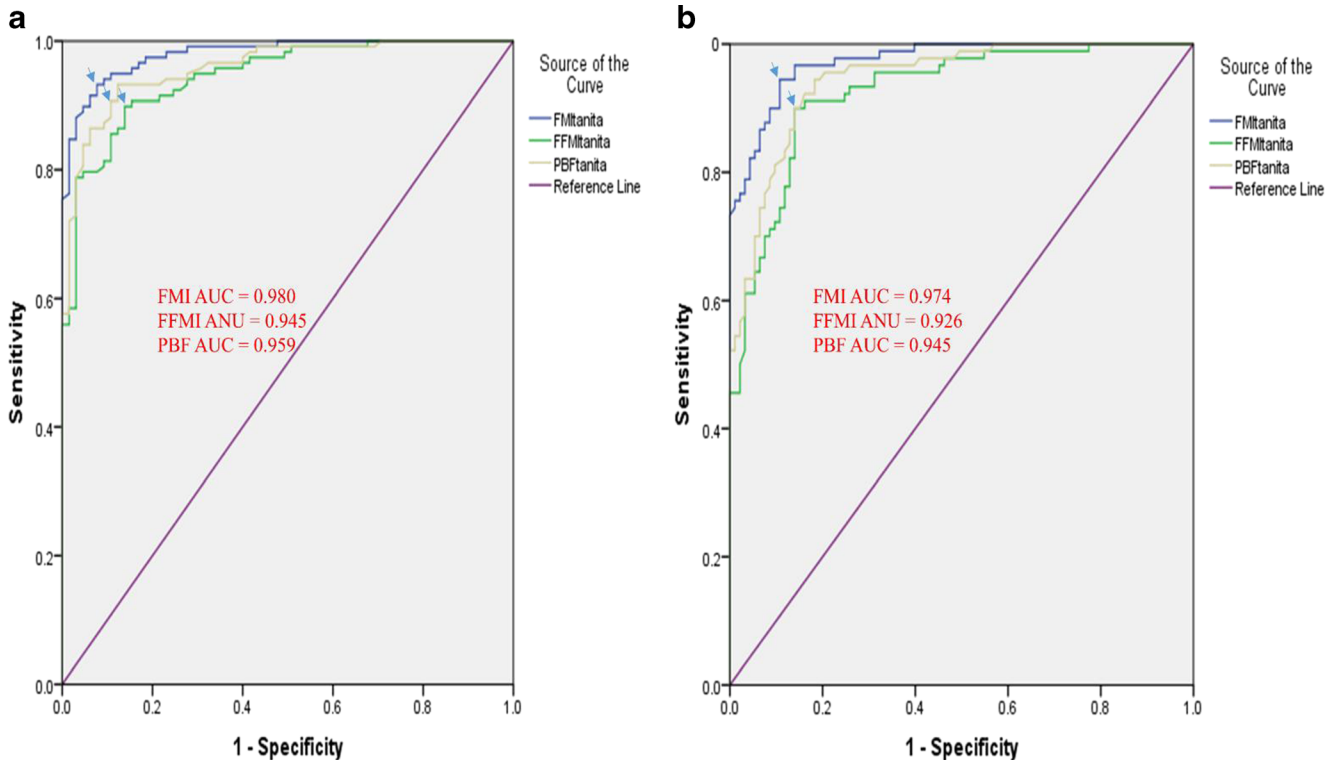 a
1.0
0.8
0.6
0.4
0.2
0.0
0.0 0.2 0.4 0.6 0.8 1.0
Sensitivity
1 - Specificity
FMI AUC = 0.980
FFMI ANU = 0.945
PBF AUC = 0.959
Source of the
Curve
FMItanita
FFMItanita
PBFtanita
Reference Line
b
0
0.8
0.6
0.4
0.2
0.0
0.0 0.2 0.4 0.6 0.8 1.0
Sensitivity
1 - Specificity
FMI AUC = 0.974
FFMI ANU = 0.926
PBF AUC = 0.945
Source of the
Curve
FMItanita
FFMItanita
PBFtanita
Reference Line